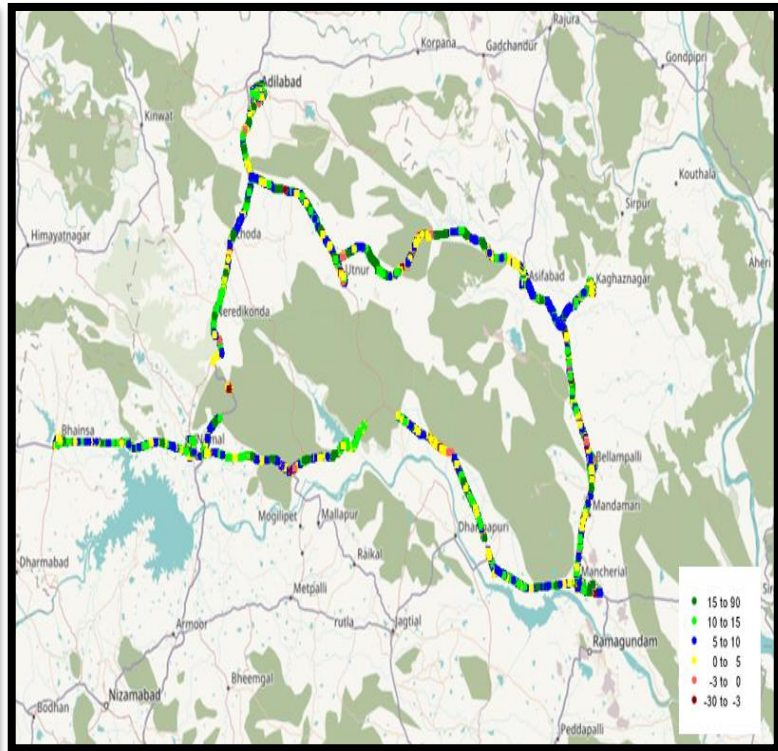 Rajura
Korpana
Gadchandur
Gondpipri
Adilabad
Kinwat
Kouthala
Sirpur
Himayatnagar
Utnur
Asifabad
Kaghaznagar
Aheri
Bhainsa
Bellampalli
Mandamarri
Mogilipet
Mallapur
Dharmabad
Raikal
Mancherial
Metpalli
rutla
Jagtial
Armoor
Ramagundam
Bheemgal
Nizamabad
Bodhan
Peddapalli
15 to 90
10 to 15
5 to 10
0 to 5
-3 to 0
-30 to -3